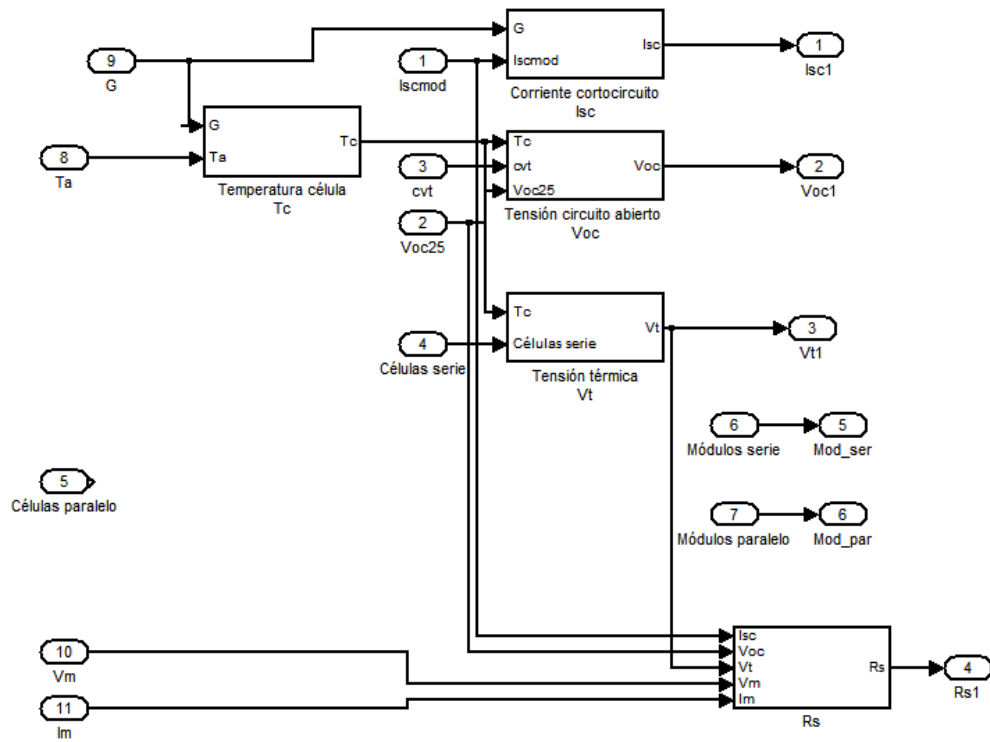 9
G
1
Iscmod
G
Iscmod
Isc
Corriente cortocircuito
Isc
1
Isc1
8
Ta
G
Ta
Tc
Temperatura célula
Tc
3
cvt
2
Voc25
Tc
cvt
Voc25
Voc
Tensión circuito abierto
Voc
2
Voc1
4
Células serie
Tc
Células serie
Vt
Tensión térmica
Vt
3
Vt1
6
Módulos serie
5
Mod_ser
5
Células paralelo
7
Módulos paralelo
6
Mod_par
10
Vm
11
Im
Isc
Voc
Vt
Vm
Im
Rs
Rs
4
Rs1